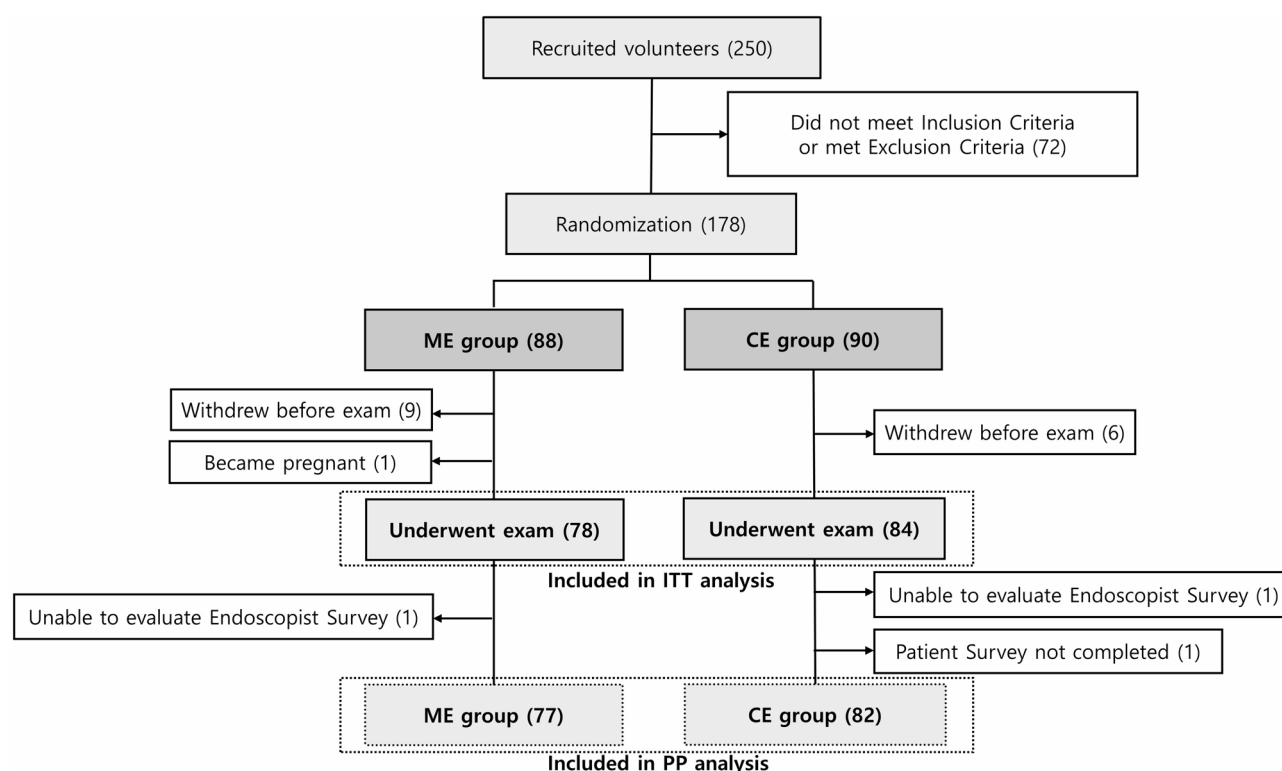 Recruited volunteers (250)
Did not meet Inclusion Criteria
or met Exclusion Criteria (72)
Randomization (178)
ME group (88)
CE group (90)
Withdrew before exam (9)
Withdrew before exam (6)
Became pregnant (1)
Underwent exam (78)
Underwent exam (84)
Included in ITT analysis
Unable to evaluate Endoscopist Survey (1)
Unable to evaluate Endoscopist Survey (1)
Patient Survey not completed (1)
ME group (77)
CE group (82)
Included in PP analysis